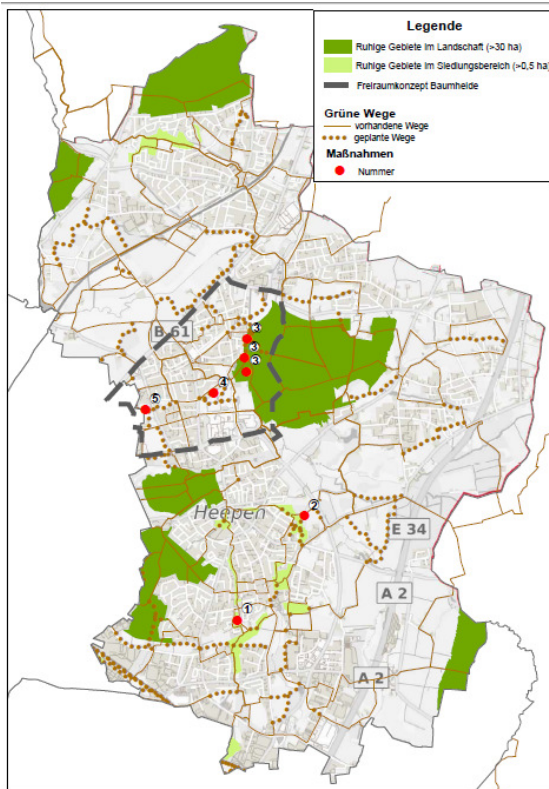 Legende
Ruhige Gebiete im Landschaft (>30 ha)
Ruhige Gebiete im Siedlungsbereich (>0,5 ha)
Freiraumkonzept Baumheide
Grüne Wege
vorhandene Wege
geplante Wege
Maßnahmen
Nummer
B 61
3
3
3
4
5
Heepen
2
E 34
A 2
1
A 2